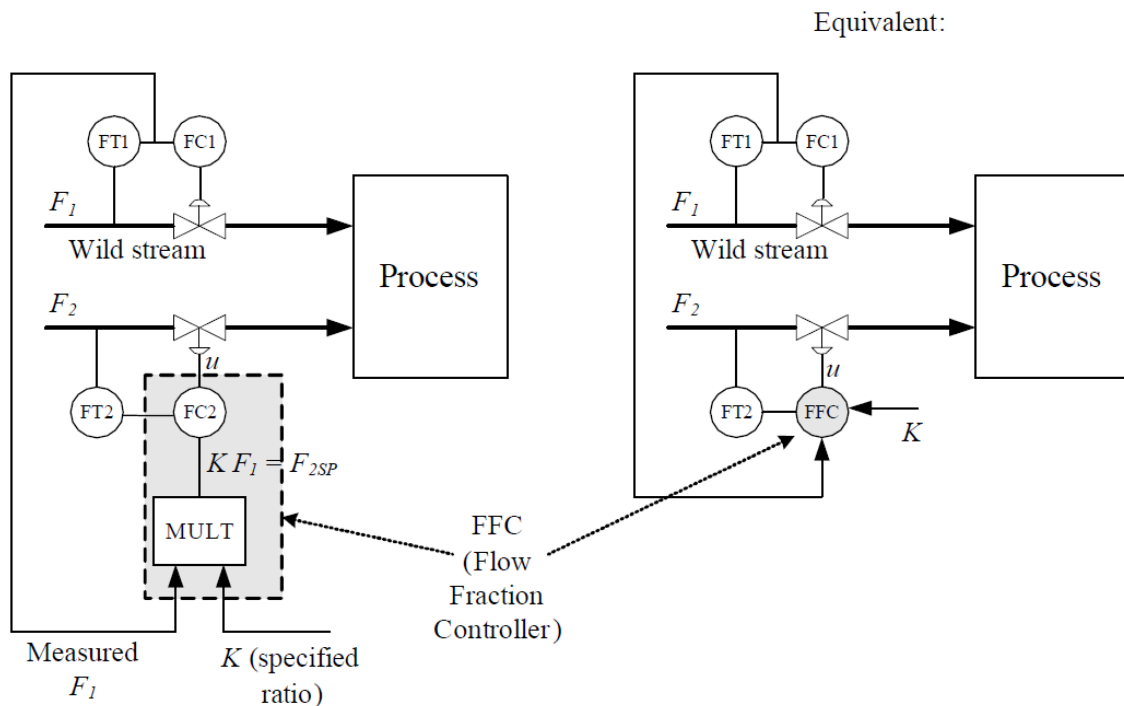 Equivalent:
FT1
FC1
F1
Wild stream
F2
Process
u
FT2
FC2
K F1 = F2SP
MULT
Measured
F1
K (specified
ratio)
FFC
(Flow
Fraction
Controller)
FT1
FC1
F1
Wild stream
F2
Process
u
FT2
FFC
K